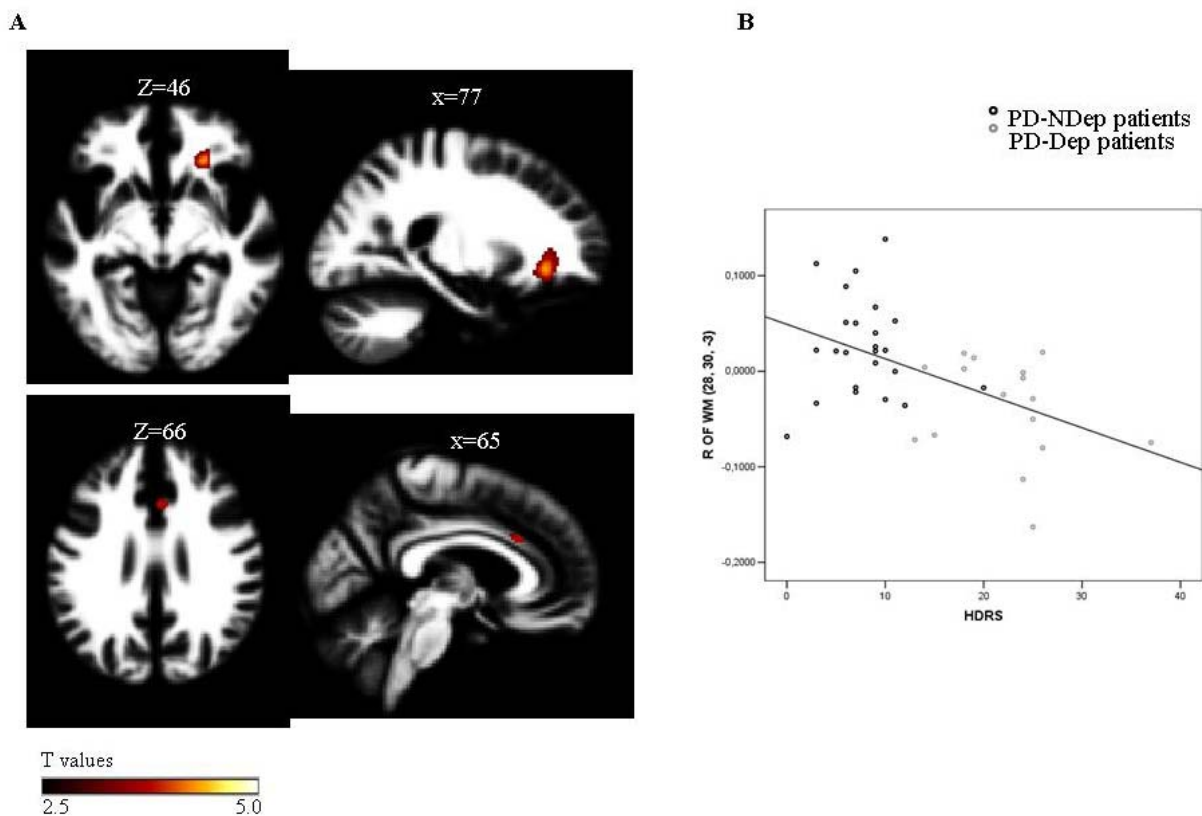 A
B
Z=46
x=77
PD-NDep patients
PD-Dep patients
Z=66
x=65
T values
2.5 5.0
R OF WM (28, 30, -3)
0,1000
0,0000
-0,1000
-0,2000
0 10 20 30 40
HDRS